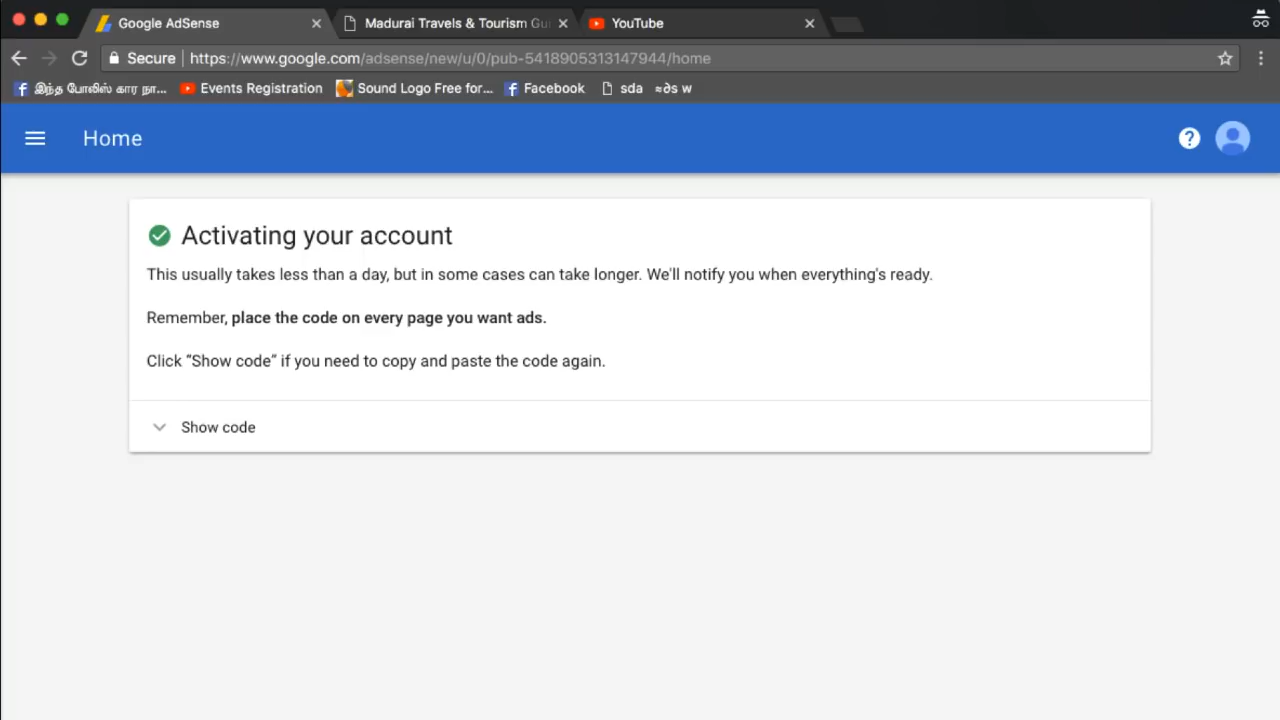 Google AdSense
Madurai Travels & Tourism Gu
YouTube
Secure
https://www.google.com/adsense/new/u/0/pub-5418905313147944/home
இந்த போலிஸ் கார நா...
Events Registration
Sound Logo Free for...
Facebook
sda
≈∂s w
Home
Activating your account
This usually takes less than a day, but in some cases can take longer. We'll notify you when everything's ready.
Remember, place the code on every page you want ads.
Click “Show code” if you need to copy and paste the code again.
Show code